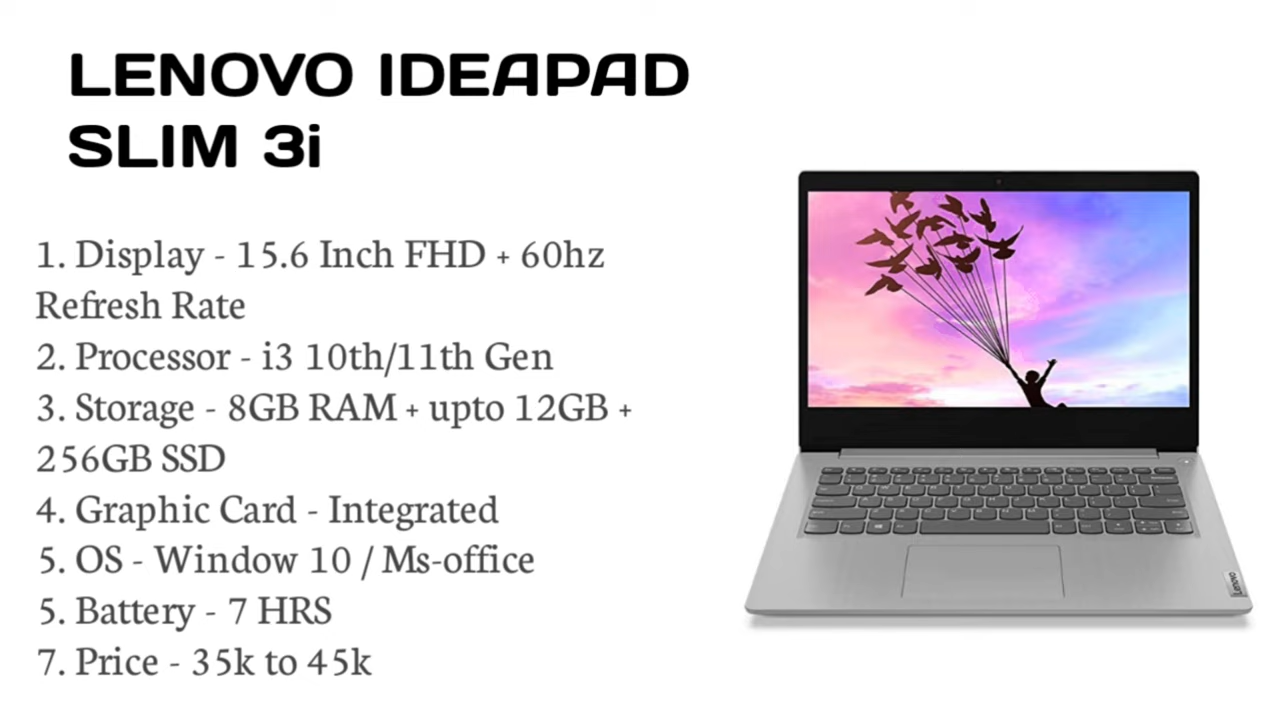 LENOVO IDEAPAD
SLIM 3i
1. Display - 15.6 Inch FHD + 60hz
Refresh Rate
2. Processor - i3 10th/11th Gen
3. Storage - 8GB RAM + upto 12GB +
256GB SSD
4. Graphic Card - Integrated
5. OS - Window 10 / Ms-office
5. Battery - 7 HRS
7. Price - 35k to 45k
Lenovo